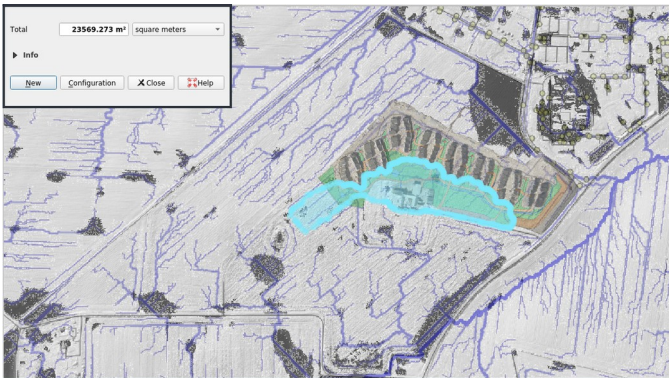 Total 23569.273 m² square meters
Info
New Configuration Close Help